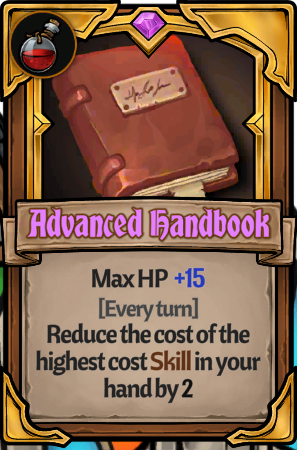 Advanced Handbook
Max HP +15
[Every turn]
Reduce the cost of the
highest cost Skill in your
hand by 2